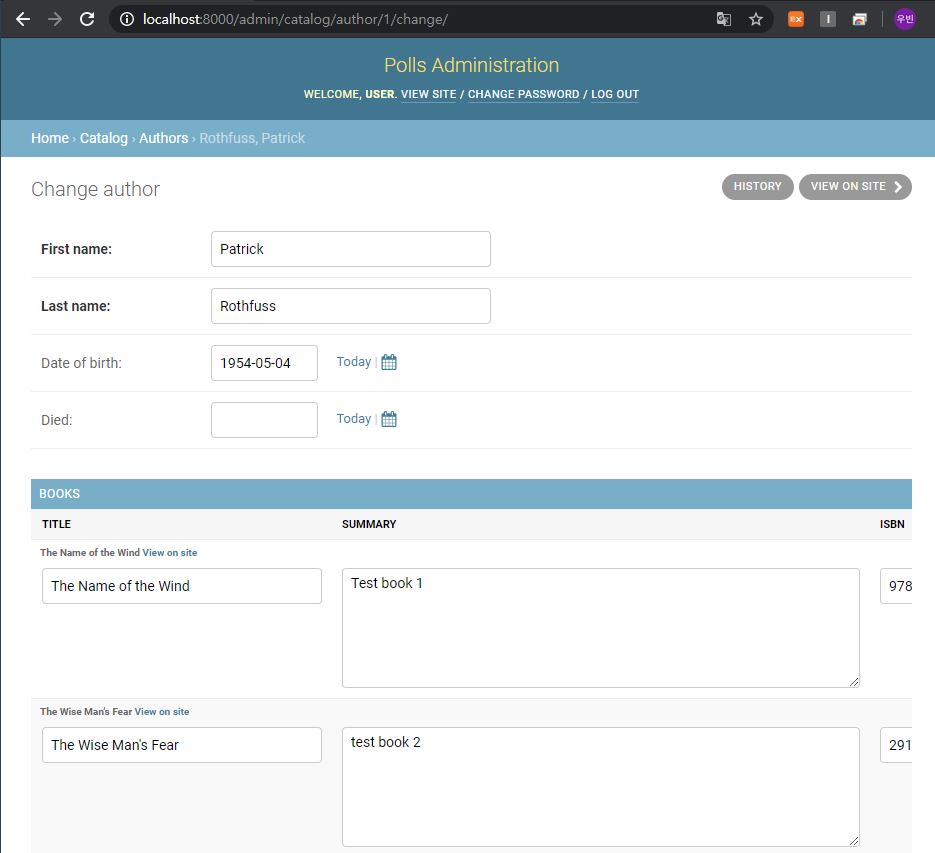 localhost:8000/admin/catalog/author/1/change/
EX
I
우빈
Polls Administration
WELCOME, USER. VIEW SITE / CHANGE PASSWORD / LOG OUT
Home › Catalog › Authors › Rothfuss, Patrick
Change author
HISTORY
VIEW ON SITE
First name:
Patrick
Last name:
Rothfuss
Date of birth:
1954-05-04
Today |
Died:
Today |
BOOKS
TITLE SUMMARY ISBN
The Name of the Wind View on site
The Name of the Wind
Test book 1
978
The Wise Man's Fear View on site
The Wise Man's Fear
test book 2
291